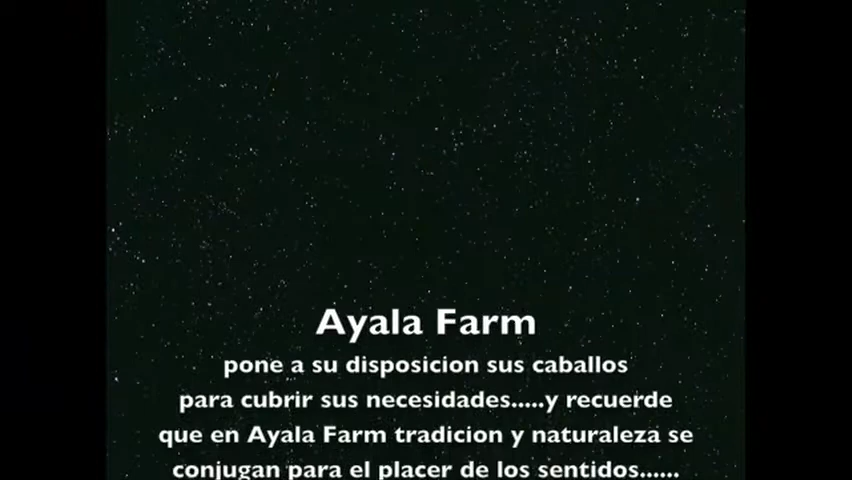 Ayala Farm
pone a su disposicion sus caballos
para cubrir sus necesidades.....y recuerde
que en Ayala Farm tradicion y naturaleza se
conjugan para el placer de los sentidos......